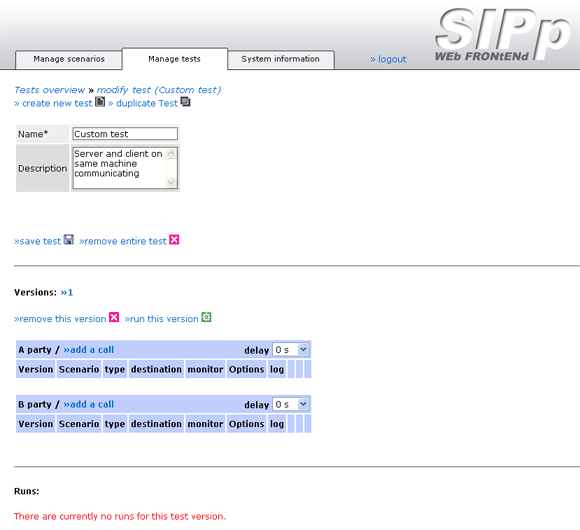 SIPp
WEb FRONtENd
Manage scenarios
Manage tests
System information
» logout
Tests overview » modify test (Custom test)
» create new test » duplicate Test
Name* Custom test
Description
Server and client on
same machine
communicating
»save test »remove entire test
Versions: »1
»remove this version »run this version
A party / »add a call delay 0 s
Version Scenario type destination monitor Options log
B party / »add a call delay 0 s
Version Scenario type destination monitor Options log
Runs:
There are currently no runs for this test version.